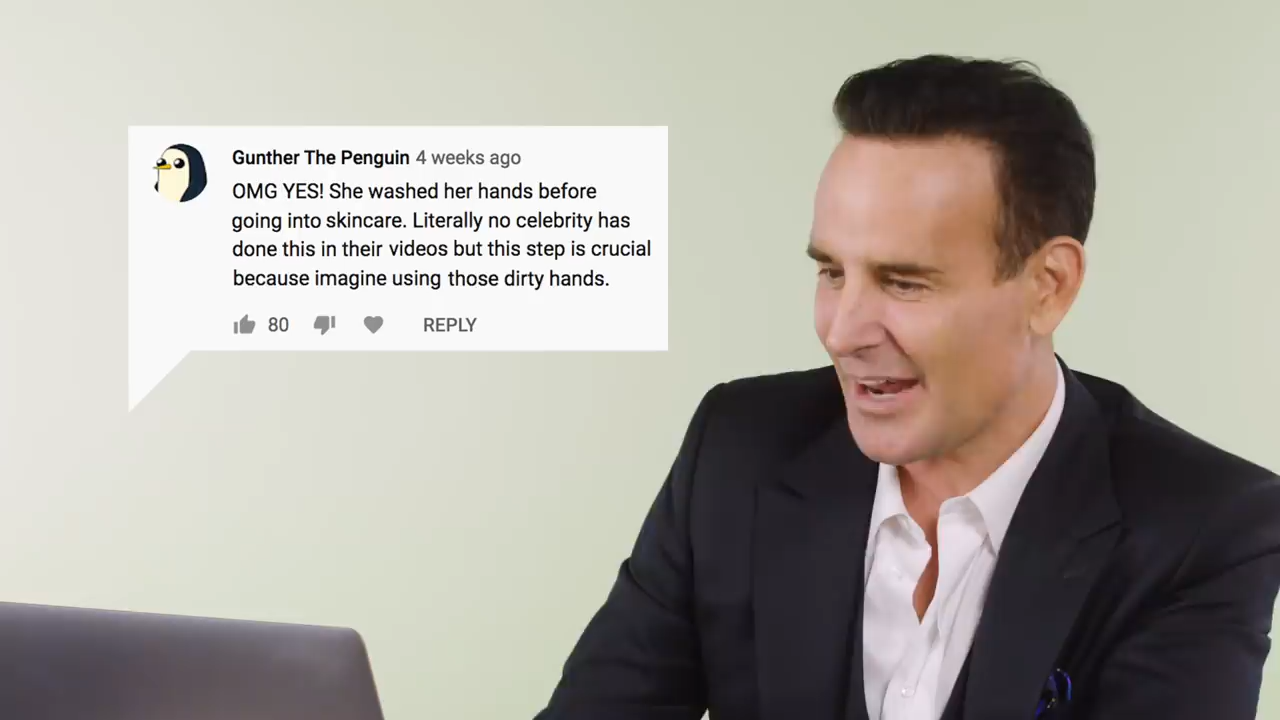 Gunther The Penguin 4 weeks ago
OMG YES! She washed her hands before
going into skincare. Literally no celebrity has
done this in their videos but this step is crucial
because imagine using those dirty hands.
80 REPLY